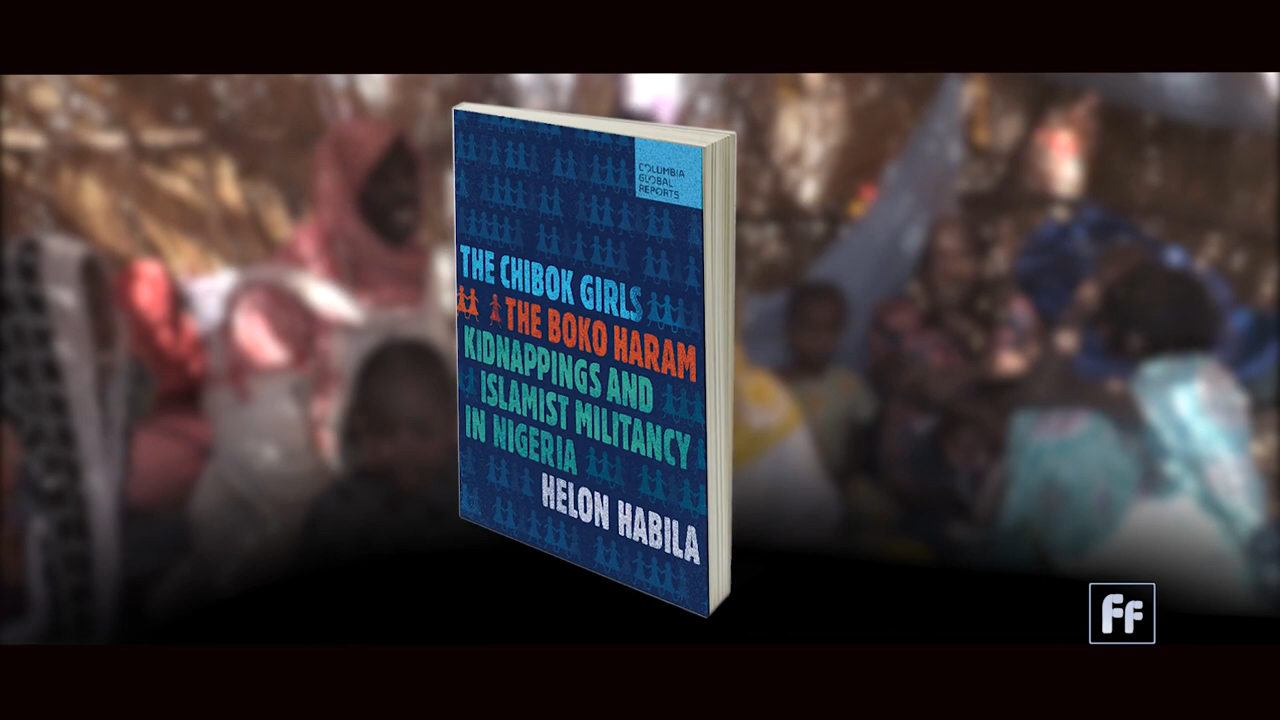 COLUMBIA
GLOBAL
REPORTS
THE CHIBOK GIRLS
THE BOKO HARAM
KIDNAPPINGS AND
ISLAMIST MILITANCY
IN NIGERIA
HELON HABILA
FF